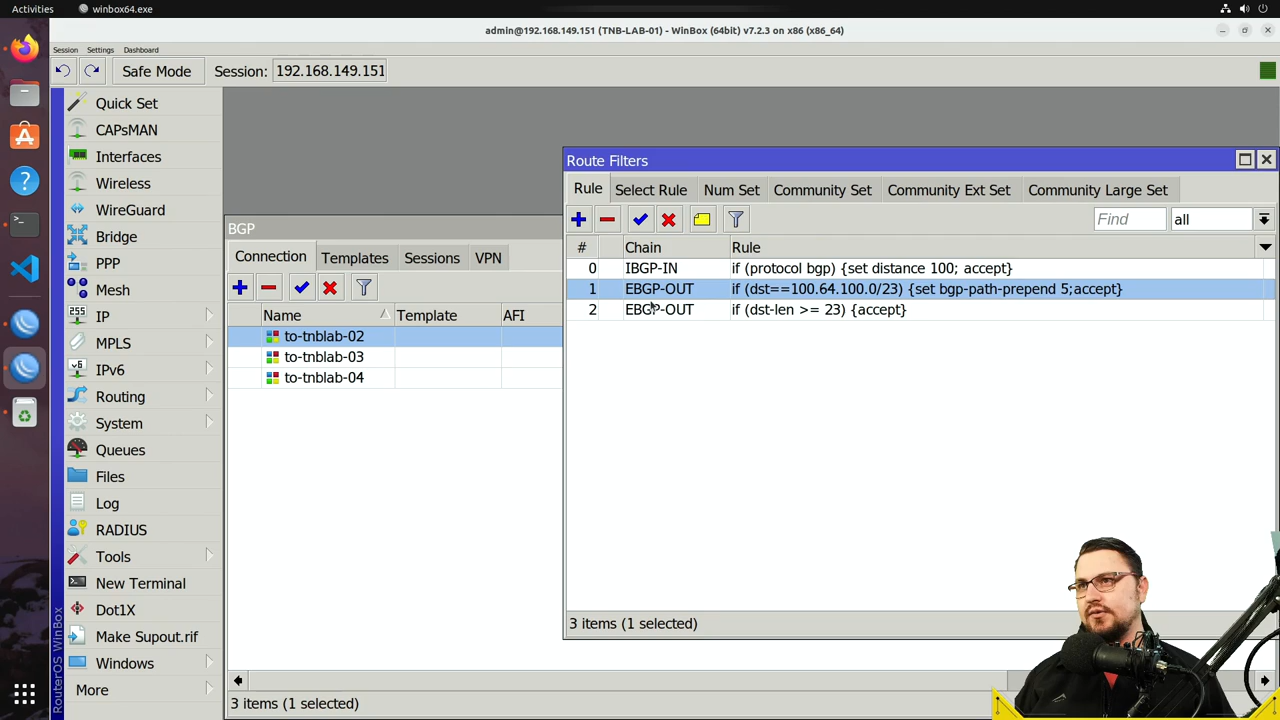 Activities
winbox64.exe
admin@192.168.149.151 (TNB-LAB-01) - WinBox (64bit) v7.2.3 on x86 (x86_64)
Session Settings Dashboard
Safe Mode Session: 192.168.149.151
Quick Set
CAPsMAN
Interfaces
Wireless
WireGuard
Bridge
PPP
Mesh
IP
MPLS
IPv6
Routing
System
Queues
Files
Log
RADIUS
Tools
New Terminal
Dot1X
Make Supout.rif
Windows
More
RouterOS WinBox
BGP
Connection Templates Sessions VPN
Name Template AFI
to-tnblab-02
to-tnblab-03
to-tnblab-04
3 items (1 selected)
Route Filters
Rule Select Rule Num Set Community Set Community Ext Set Community Large Set
Find all
# Chain Rule
0 IBGP-IN if (protocol bgp) {set distance 100; accept}
1 EBGP-OUT if (dst==100.64.100.0/23) {set bgp-path-prepend 5;accept}
2 EBGP-OUT if (dst-len >= 23) {accept}
3 items (1 selected)